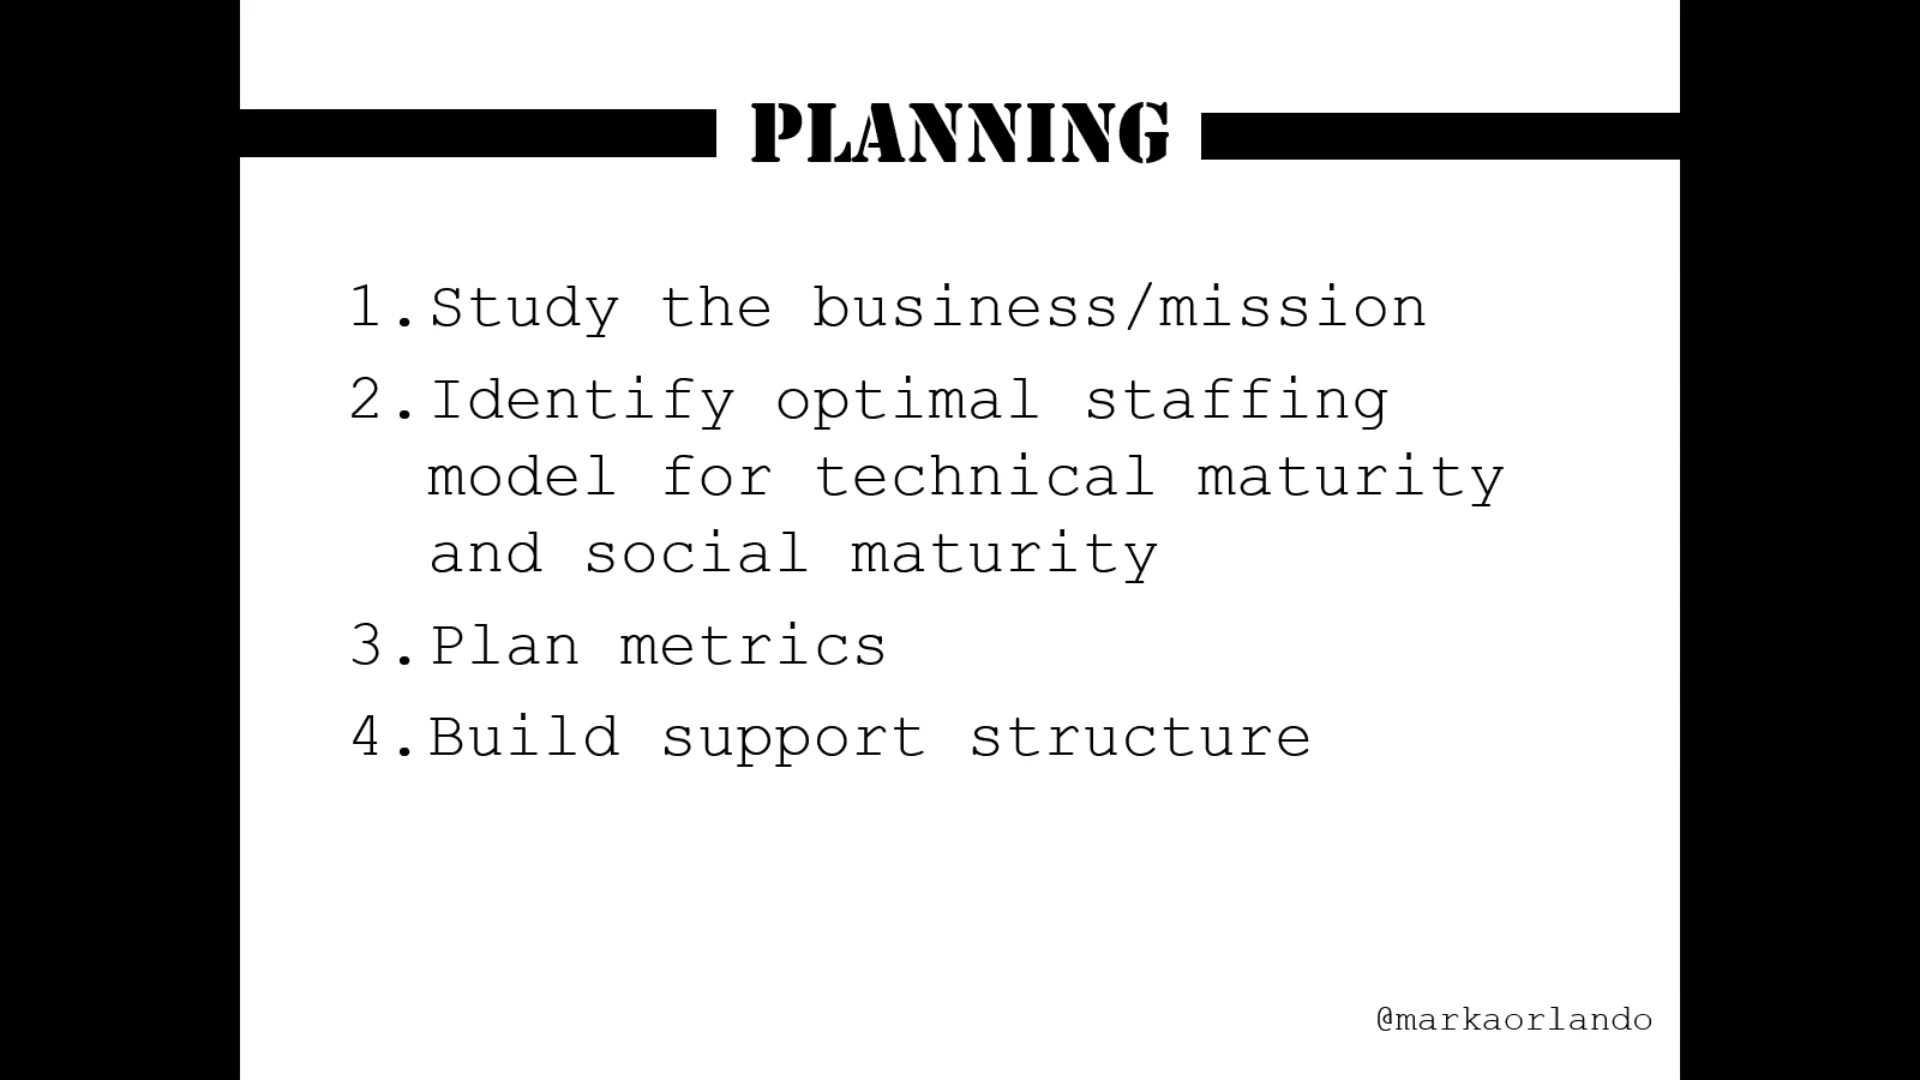 PLANNING
1.Study the business/mission
2.Identify optimal staffing
model for technical maturity
and social maturity
3.Plan metrics
4.Build support structure
@markaorlando